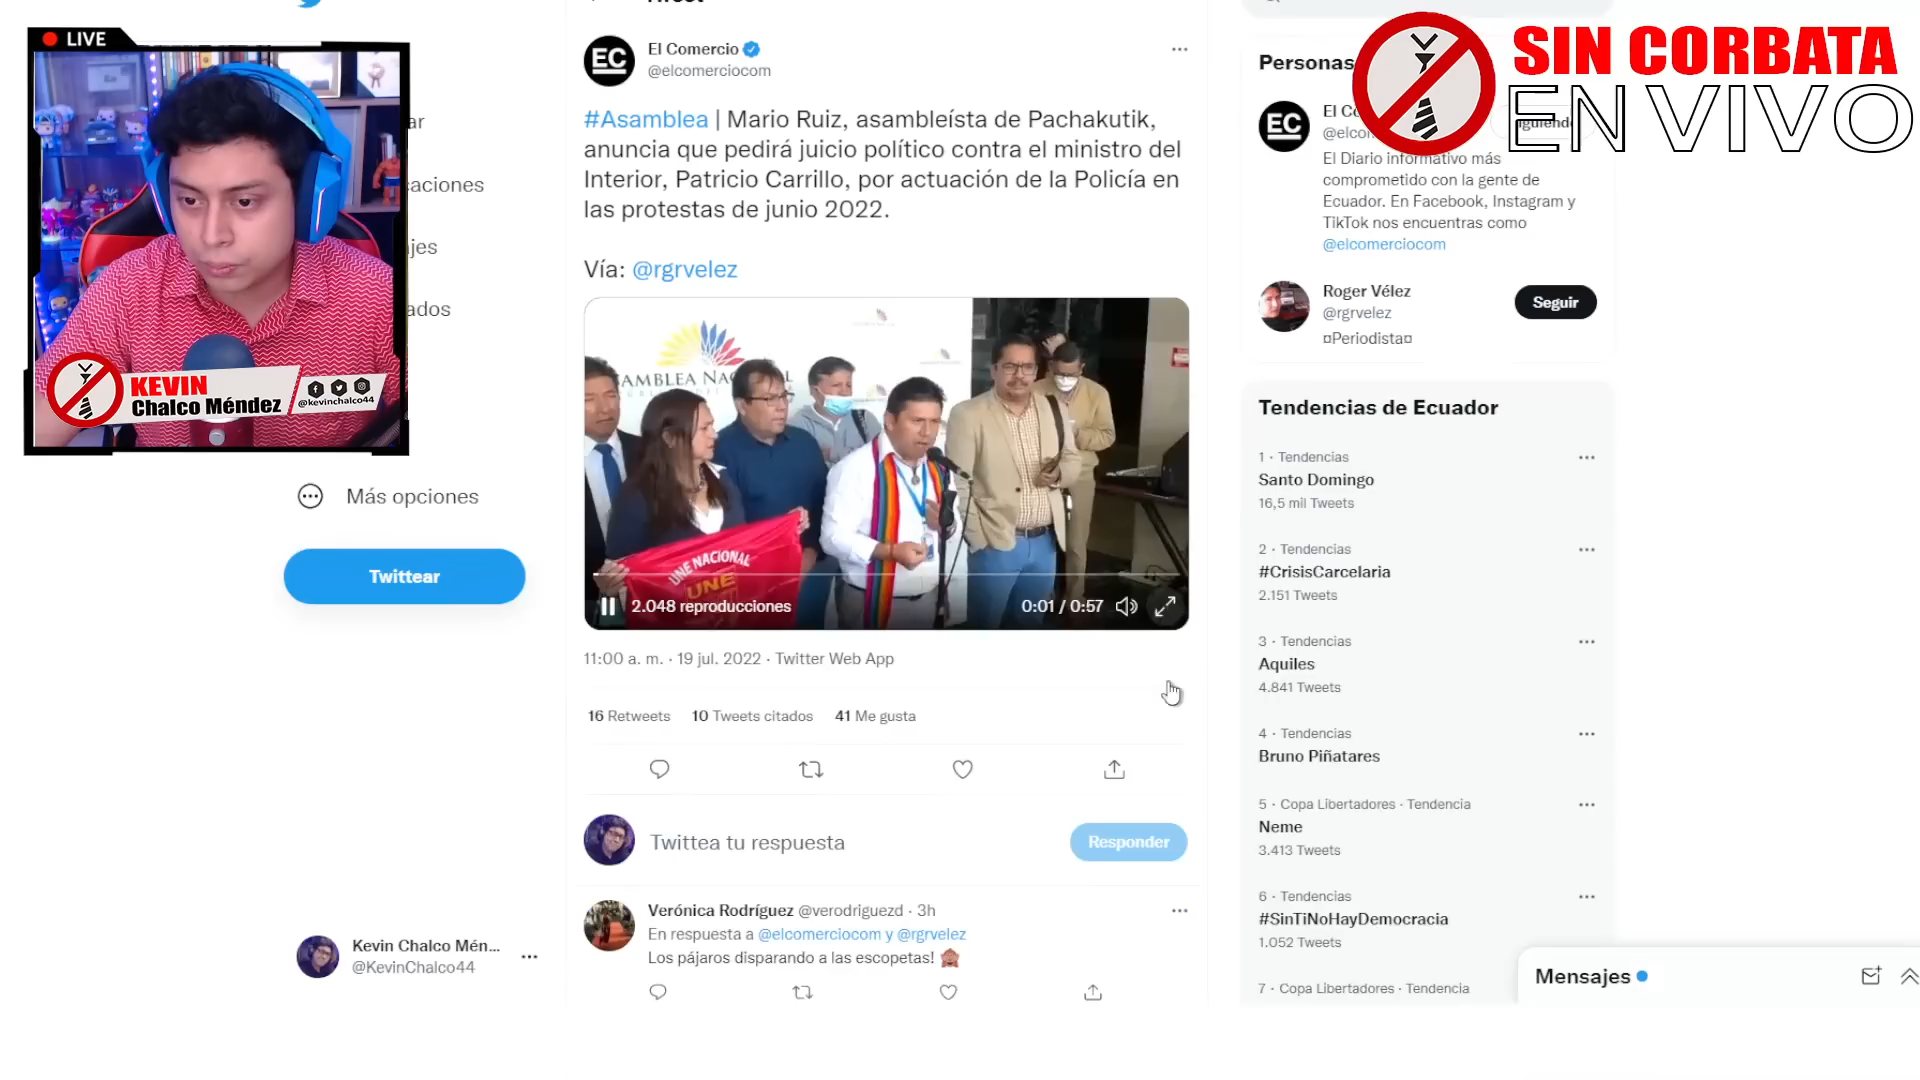 LIVE
KEVIN
Chalco Méndez
@kevinchalco44
ar
caciones
jes
ados
Más opciones
Twittear
Kevin Chalco Mén...
@KevinChalco44
El Comercio
@elcomerciocom
#Asamblea | Mario Ruiz, asambleísta de Pachakutik,
anuncia que pedirá juicio político contra el ministro del
Interior, Patricio Carrillo, por actuación de la Policía en
las protestas de junio 2022.
Vía: @rgrvelez
AMBLEA NAC
UNE NACIONAL
UNE
2.048 reproducciones
0:01 / 0:57
11:00 a. m. · 19 jul. 2022 · Twitter Web App
16 Retweets 10 Tweets citados 41 Me gusta
Twittea tu respuesta
Responder
Verónica Rodríguez @verodriguezd · 3h
En respuesta a @elcomerciocom y @rgrvelez
Los pájaros disparando a las escopetas! 🙈
SIN CORBATA
EN VIVO
Personas
EC
El Co
@elcon
Siguiendo
El Diario informativo más
comprometido con la gente de
Ecuador. En Facebook, Instagram y
TikTok nos encuentras como
@elcomerciocom
Roger Vélez
@rgrvelez
¤Periodista¤
Seguir
Tendencias de Ecuador
1 · Tendencias
Santo Domingo
16,5 mil Tweets
2 · Tendencias
#CrisisCarcelaria
2.151 Tweets
3 · Tendencias
Aquiles
4.841 Tweets
4 · Tendencias
Bruno Piñatares
5 · Copa Libertadores · Tendencia
Neme
3.413 Tweets
6 · Tendencias
#SinTiNoHayDemocracia
1.052 Tweets
7 · Copa Libertadores · Tendencia
Mensajes